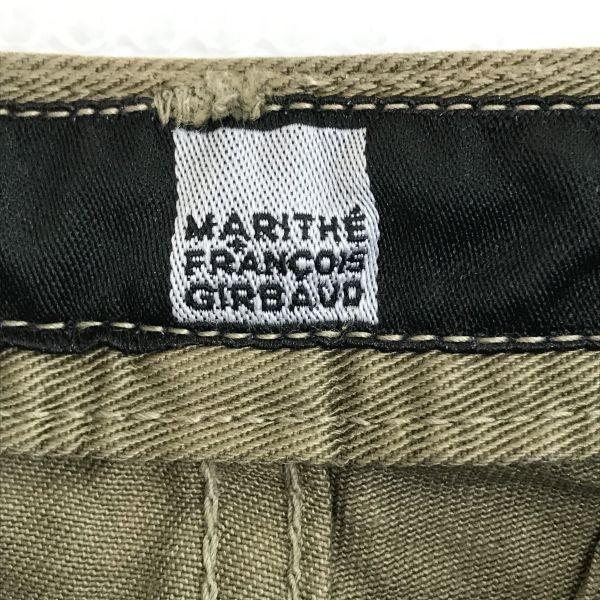 MARITHÉ
+
FRANÇOIS
GIRBAUD